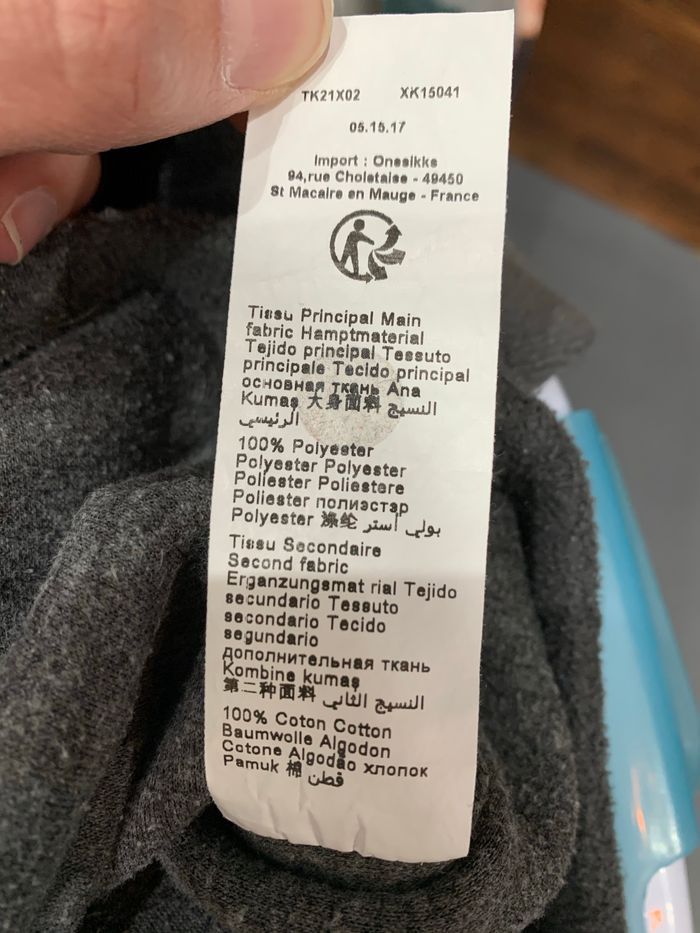 TK21X02 XK15041
05.15.17
Import : Onesikks
94,rue Choletaise - 49450
St Macaire en Mauge - France
Tissu Principal Main
fabric Hamptmaterial
Tejido principal Tessuto
principale Tecido principal
основная ткань Ana
Kumaş 大身面料 النسيج
الرئيسي
100% Polyester
Polyester Polyester
Poliester Poliestere
Poliester полиэстэр
Polyester 涤纶 بولي أستر
Tissu Secondaire
Second fabric
Erganzungsmat rial Tejido
secundario Tessuto
secondario Tecido
segundario
дополнительная ткань
Kombine kumaş
第二种面料 النسيج الثاني
100% Coton Cotton
Baumwolle Algodon
Cotone Algodão хлопок
Pamuk 棉 قطن